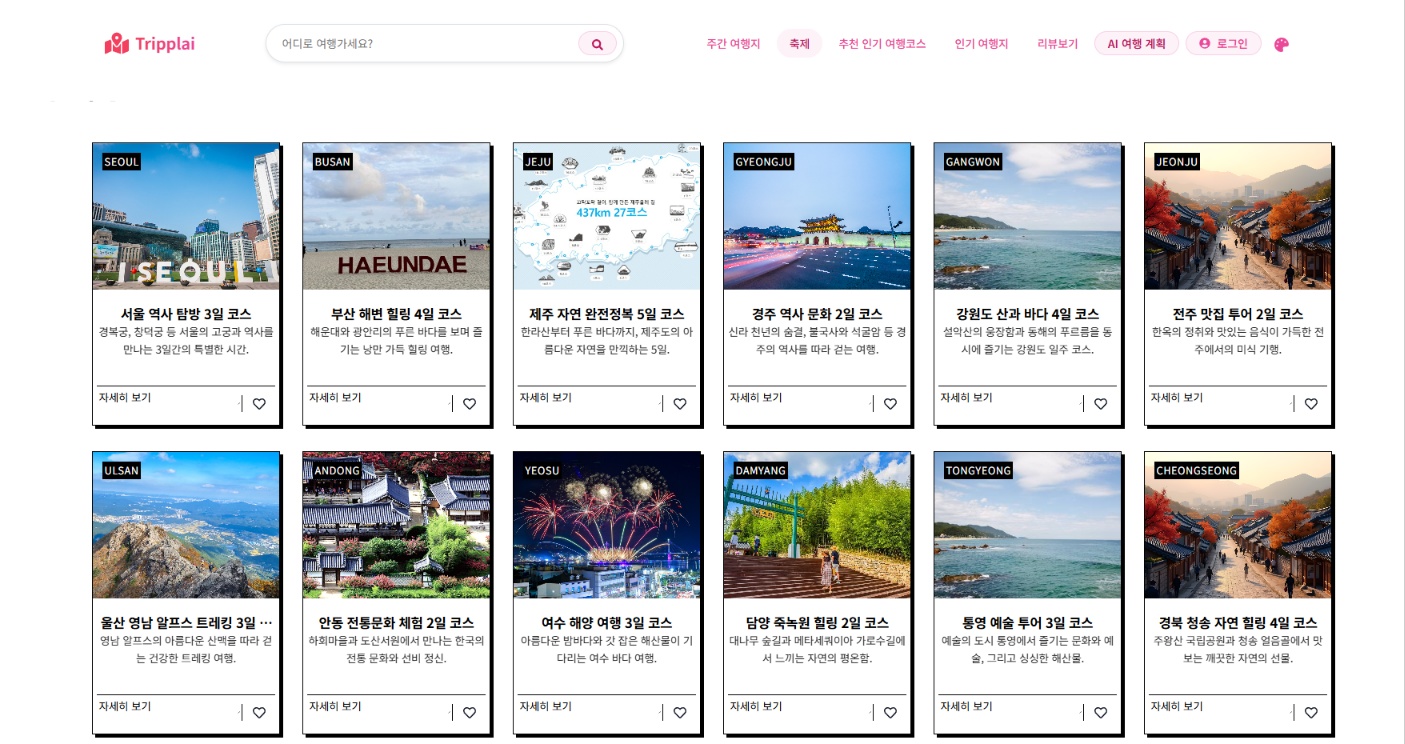 Tripplai
어디로 여행가세요?
주간 여행지
축제
추천 인기 여행코스
인기 여행지
리뷰보기
AI 여행 계획
로그인
SEOUL
I SEOUL U
서울 역사 탐방 3일 코스
경복궁, 창덕궁 등 서울의 고궁과 역사를
만나는 3일간의 특별한 시간.
자세히 보기
BUSAN
HAEUNDAE
부산 해변 힐링 4일 코스
해운대와 광안리의 푸른 바다를 보며 즐
기는 낭만 가득 힐링 여행.
자세히 보기
JEJU
437km 27코스
제주 자연 완전정복 5일 코스
한라산부터 푸른 바다까지, 제주도의 아
름다운 자연을 만끽하는 5일.
자세히 보기
GYEONGJU
경주 역사 문화 2일 코스
신라 천년의 숨결, 불국사와 석굴암 등 경
주의 역사를 따라 걷는 여행.
자세히 보기
GANGWON
강원도 산과 바다 4일 코스
설악산의 웅장함과 동해의 푸르름을 동
시에 즐기는 강원도 일주 코스.
자세히 보기
JEONJU
전주 맛집 투어 2일 코스
한옥의 정취와 맛있는 음식이 가득한 전
주에서의 미식 기행.
자세히 보기
ULSAN
울산 영남 알프스 트레킹 3일 …
영남 알프스의 아름다운 산맥을 따라 걷
는 건강한 트레킹 여행.
자세히 보기
ANDONG
안동 전통문화 체험 2일 코스
하회마을과 도산서원에서 만나는 한국의
전통 문화와 선비 정신.
자세히 보기
YEOSU
여수 해양 여행 3일 코스
아름다운 밤바다와 갓 잡은 해산물이 기
다리는 여수 바다 여행.
자세히 보기
DAMYANG
담양 죽녹원 힐링 2일 코스
대나무 숲길과 메타세쿼이아 가로수길에
서 느끼는 자연의 평온함.
자세히 보기
TONGYEONG
통영 예술 투어 3일 코스
예술의 도시 통영에서 즐기는 문화와 예
술, 그리고 싱싱한 해산물.
자세히 보기
CHEONGSEONG
경북 청송 자연 힐링 4일 코스
주왕산 국립공원과 청송 얼음골에서 맛
보는 깨끗한 자연의 선물.
자세히 보기